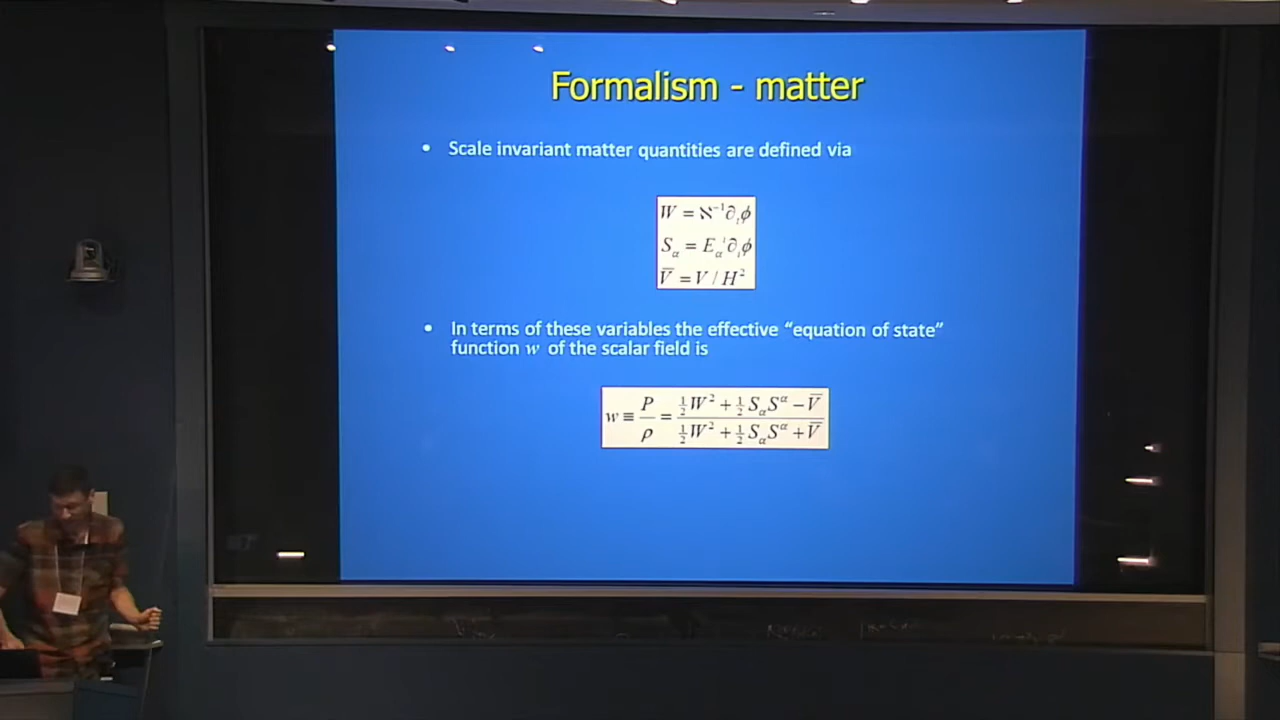 Formalism - matter
• Scale invariant matter quantities are defined via
W = ℵ⁻¹∂ₜϕ
S_α = E_α^i ∂_i ϕ
V̅ = V / H²
• In terms of these variables the effective “equation of state”
function w of the scalar field is
w ≡ P/ρ = (½W² + ½S_αS^α − V̅)/(½W² + ½S_αS^α + V̅)